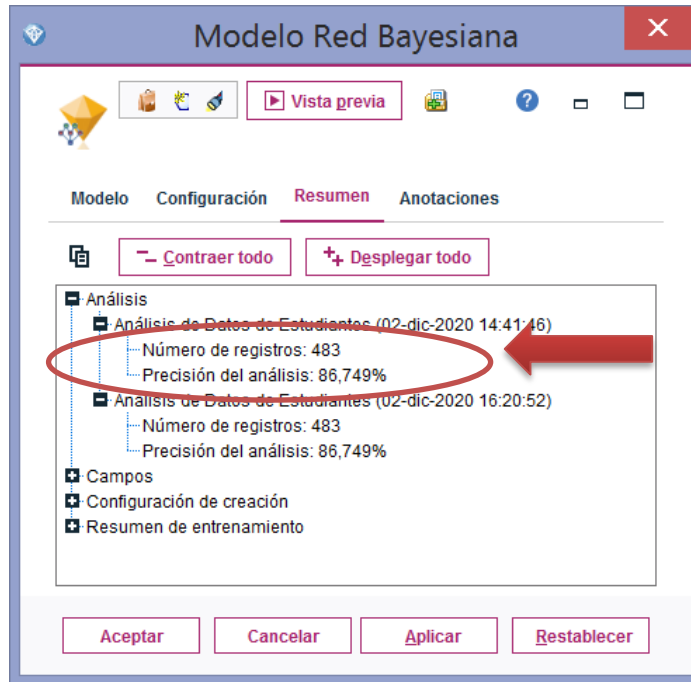 Modelo Red Bayesiana
Vista previa
Modelo Configuración Resumen Anotaciones
Contraer todo Desplegar todo
Análisis
Análisis de Datos de Estudiantes (02-dic-2020 14:41:46)
Número de registros: 483
Precisión del análisis: 86,749%
Análisis de Datos de Estudiantes (02-dic-2020 16:20:52)
Número de registros: 483
Precisión del análisis: 86,749%
Campos
Configuración de creación
Resumen de entrenamiento
Aceptar Cancelar Aplicar Restablecer